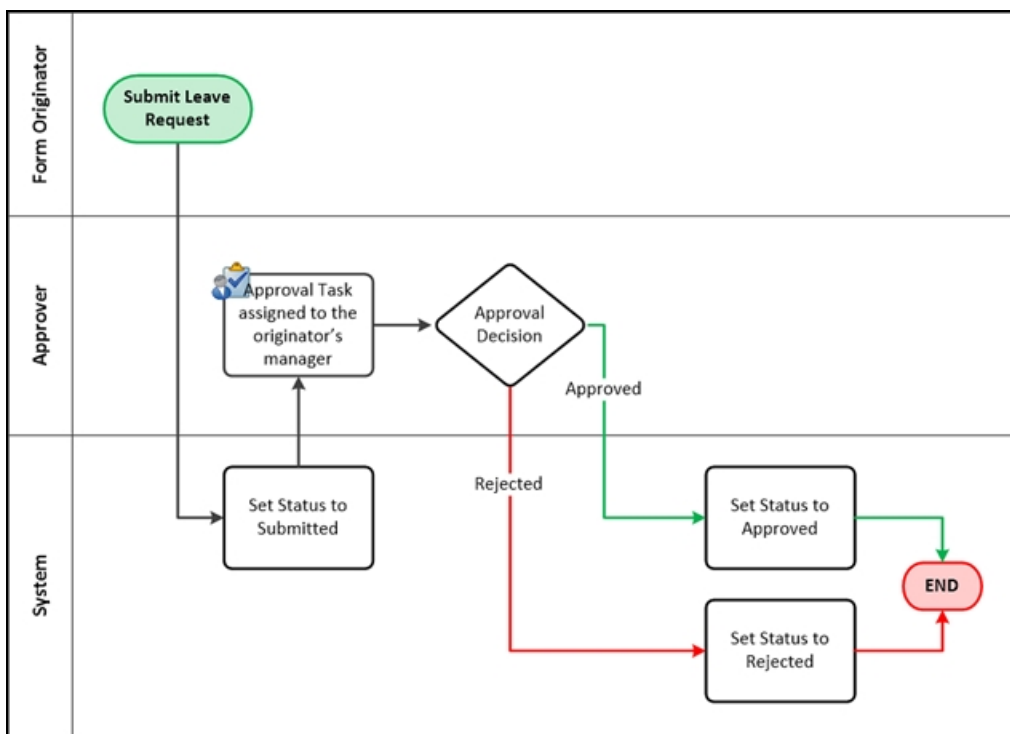 Form Originator
Submit Leave
Request
Approver
Approval Task
assigned to the
originator's
manager
Approval
Decision
Approved
Rejected
System
Set Status to
Submitted
Set Status to
Approved
END
Set Status to
Rejected